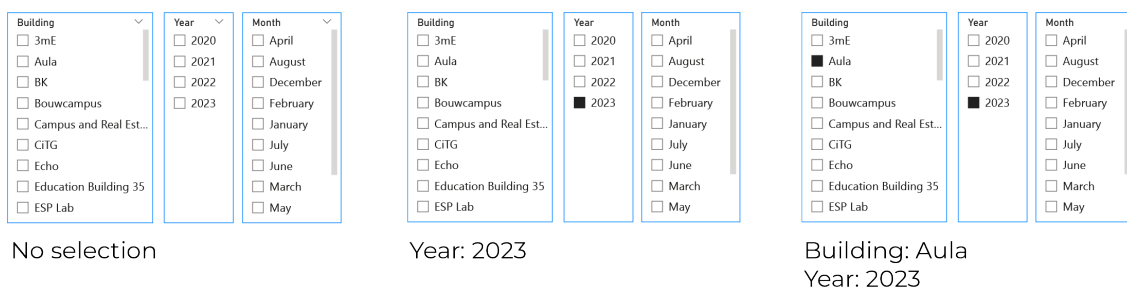 Building
3mE
Aula
BK
Bouwcampus
Campus and Real Est...
CiTG
Echo
Education Building 35
ESP Lab
Year
2020
2021
2022
2023
Month
April
August
December
February
January
July
June
March
May
No selection
Building
3mE
Aula
BK
Bouwcampus
Campus and Real Est...
CiTG
Echo
Education Building 35
ESP Lab
Year
2020
2021
2022
2023
Month
April
August
December
February
January
July
June
March
May
Year: 2023
Building
3mE
Aula
BK
Bouwcampus
Campus and Real Est...
CiTG
Echo
Education Building 35
ESP Lab
Year
2020
2021
2022
2023
Month
April
August
December
February
January
July
June
March
May
Building: Aula
Year: 2023